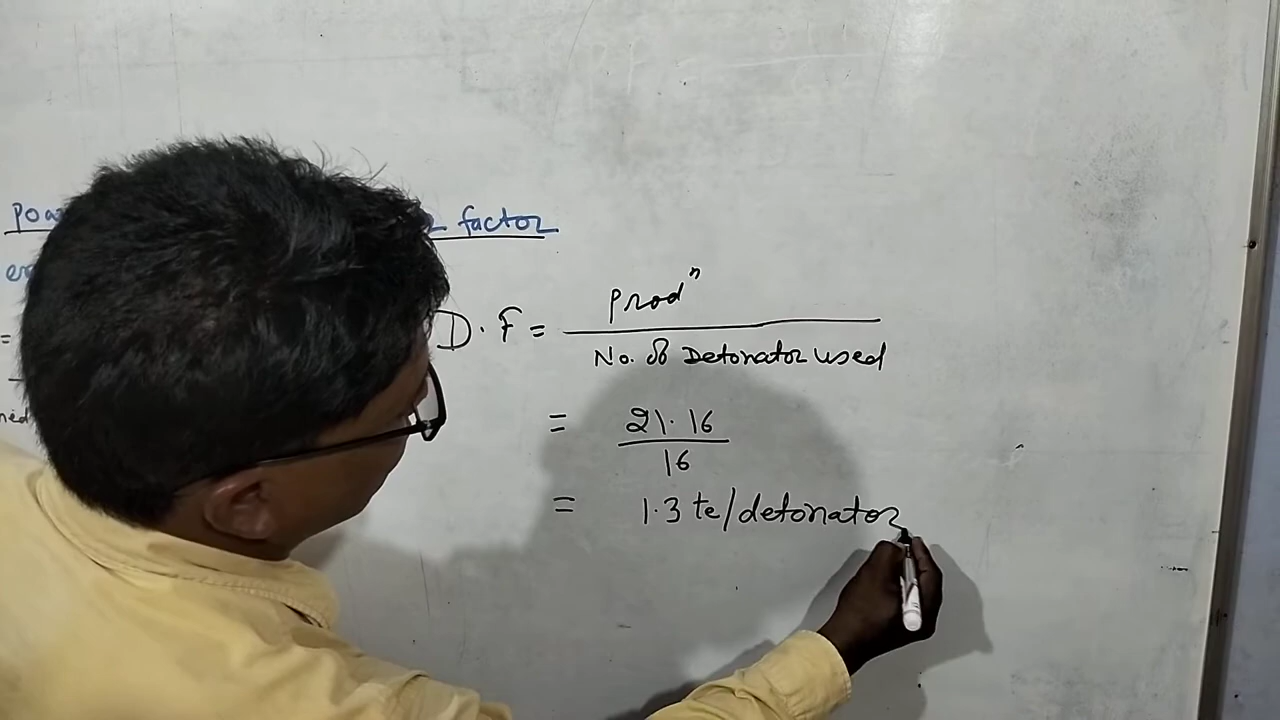 factor
D.F = Prodⁿ
No. of Detonator used
= 21.16
16
= 1.3 te/detonator